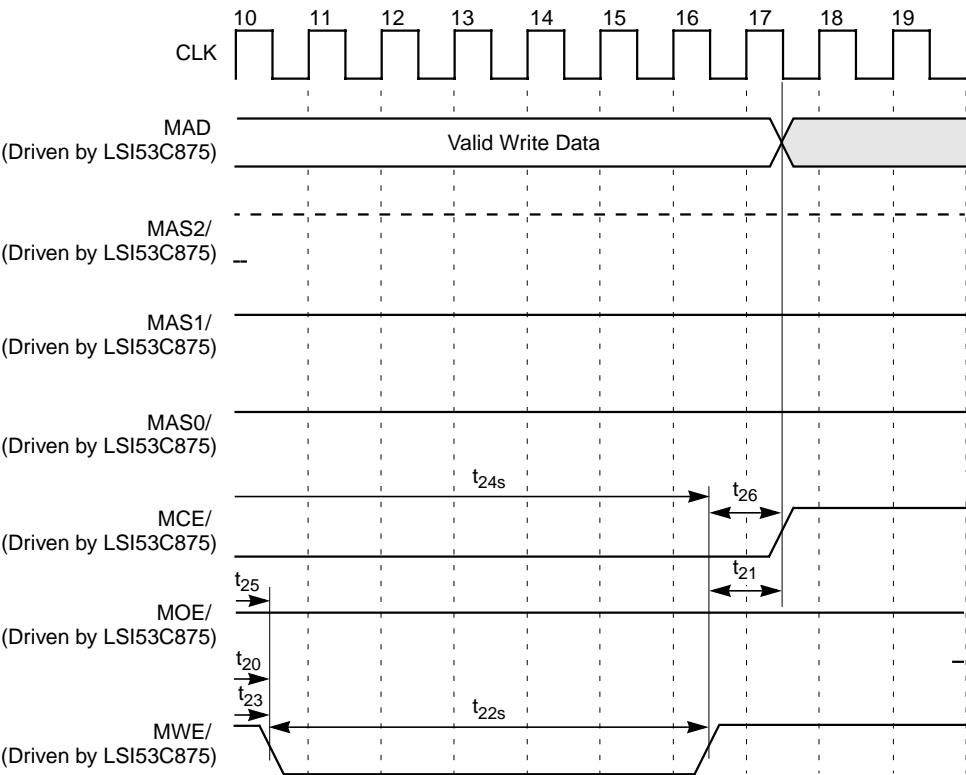 10 11 12 13 14 15 16 17 18 19
CLK
MAD
(Driven by LSI53C875)
Valid Write Data
MAS2/
(Driven by LSI53C875)
MAS1/
(Driven by LSI53C875)
MAS0/
(Driven by LSI53C875)
t24s
t26
MCE/
(Driven by LSI53C875)
t21
t25
MOE/
(Driven by LSI53C875)
t20
t23
t22s
MWE/
(Driven by LSI53C875)